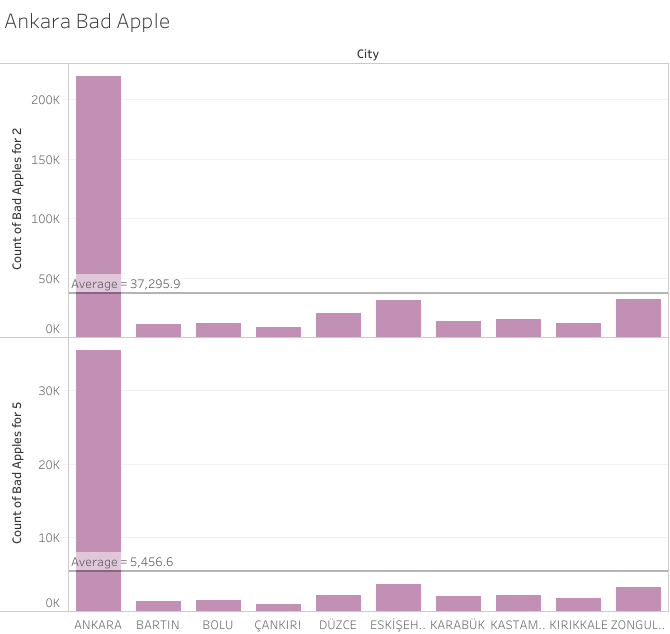 Ankara Bad Apple
City
Count of Bad Apples for 2
200K
150K
100K
50K
Average = 37,295.9
0K
Count of Bad Apples for 5
30K
20K
10K
Average = 5,456.6
0K
ANKARA BARTIN BOLU ÇANKIRI DÜZCE ESKİŞEH.. KARABÜK KASTAM.. KIRIKKALE ZONGUL..